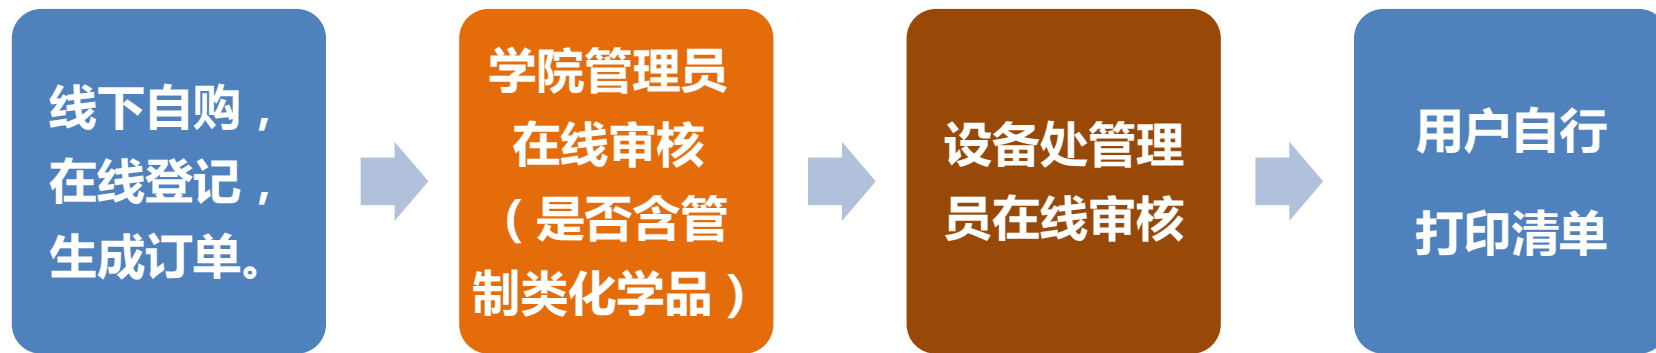 线下自购，
在线登记，
生成订单。
学院管理员
在线审核
（是否含管
制类化学品）
设备处管理
员在线审核
用户自行
打印清单